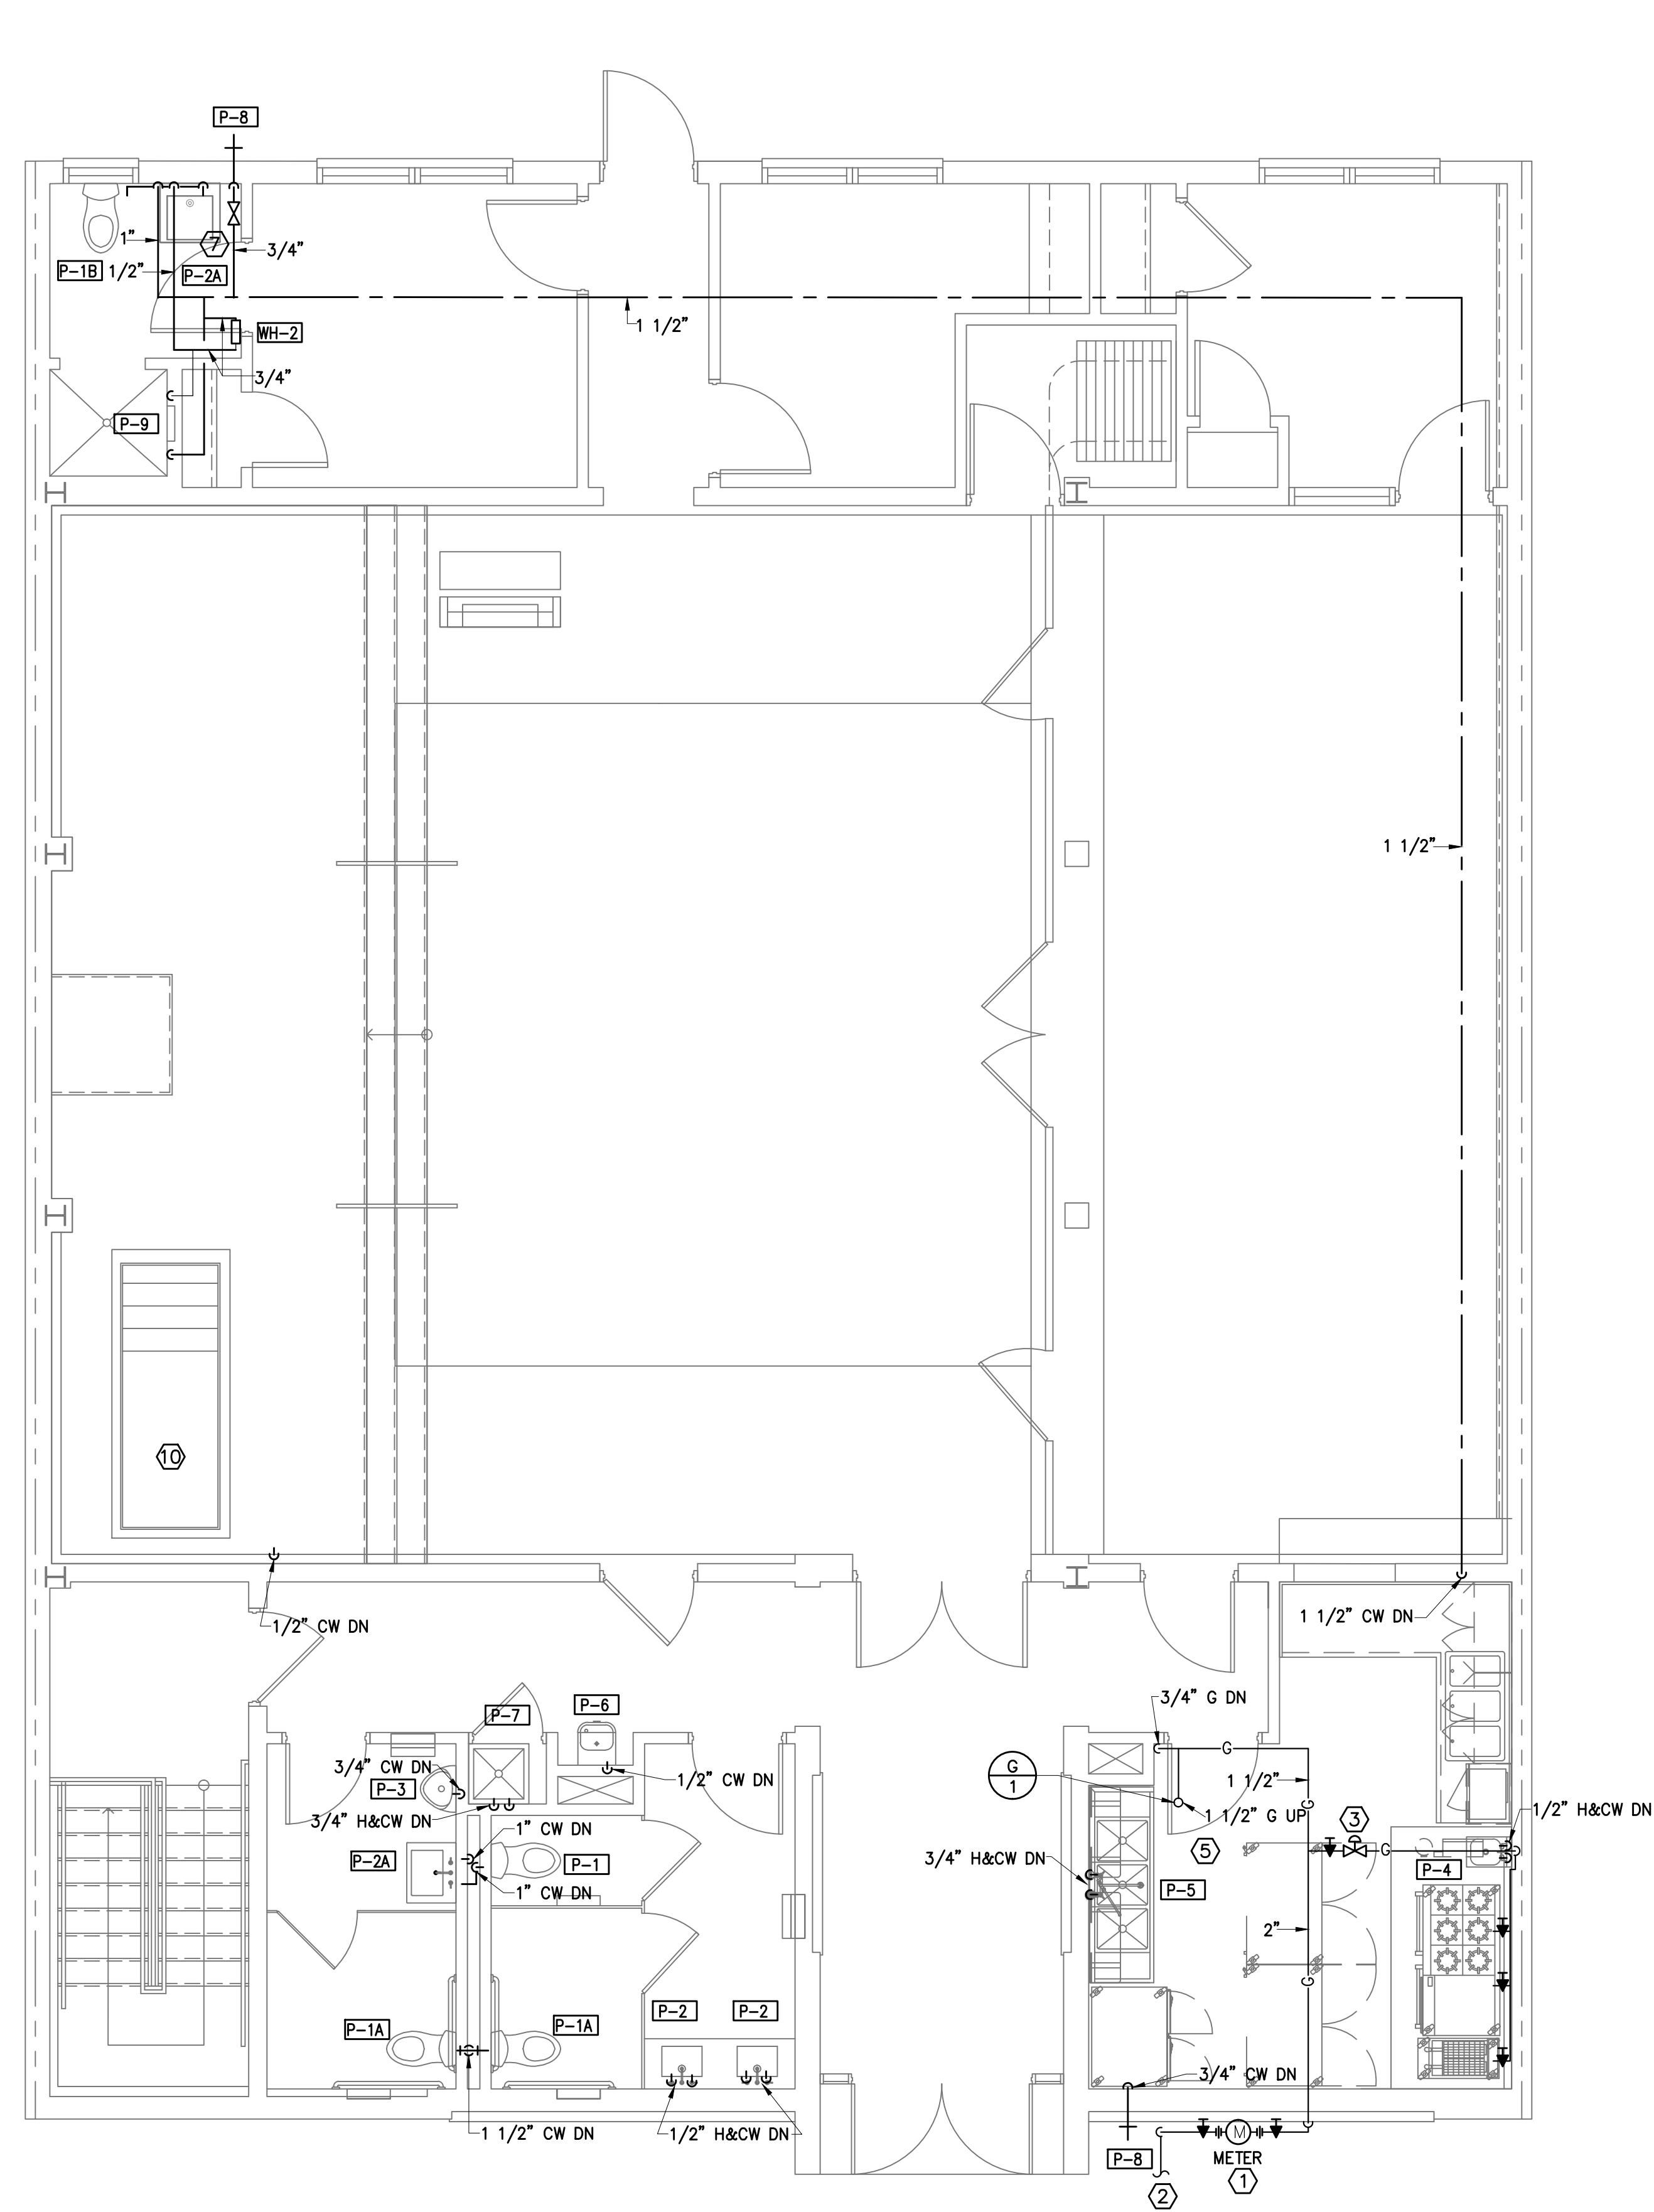 P-8
1"
7
3/4"
P-1B
1/2"
P-2A
1 1/2"
WH-2
3/4"
P-9
1 1/2"
10
1/2" CW DN
1 1/2" CW DN
P-7
P-6
3/4" G DN
G
3/4" CW DN
P-3
1/2" CW DN
G
1
1 1/2"
G
1 1/2" G UP
3/4" H&CW DN
1/2" H&CW DN
3
1" CW DN
P-2A
P-1
5
G
3/4" H&CW DN
P-4
1" CW DN
P-5
2"
G
P-1A
P-1A
P-2
P-2
3/4" CW DN
1 1/2" CW DN
1/2" H&CW DN
M
P-8
METER
1
2